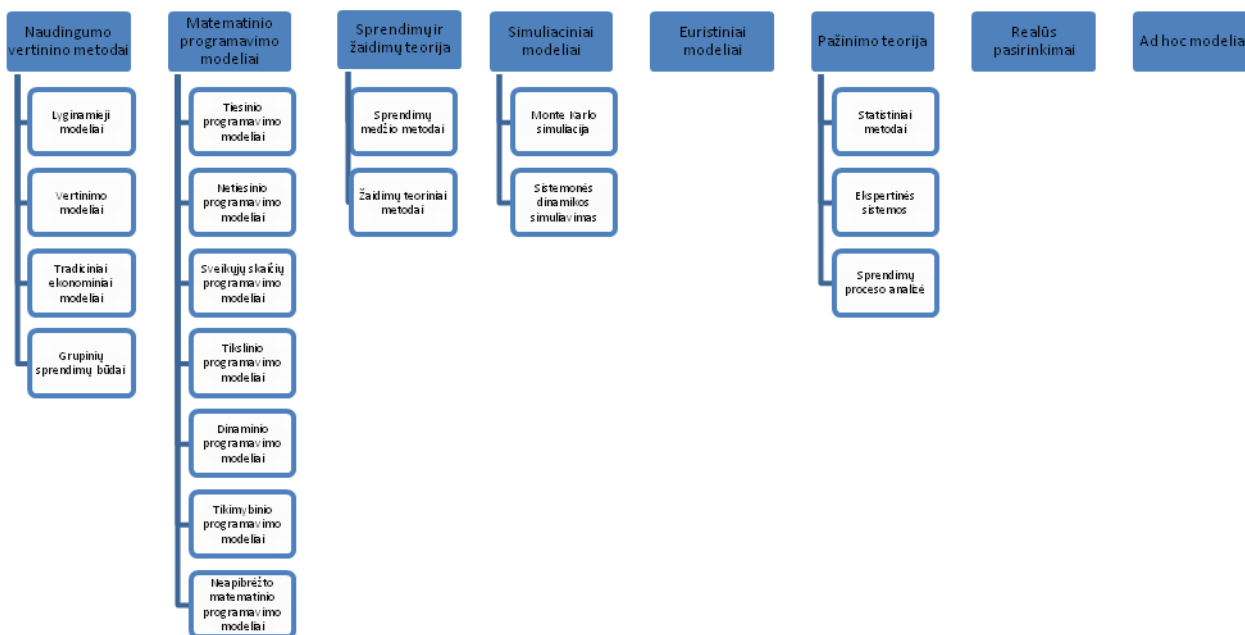 Naudingumo
vertinino metodai
Lyginamieji
modeliai
Vertinimo
modeliai
Tradiciniai
ekonominiai
modeliai
Grupinių
sprendimų būdai
Matematinio
programavimo
modeliai
Tiesinio
programavimo
modeliai
Netiesinio
programavimo
modeliai
Sveikųjų skaičių
programavimo
modeliai
Tikslinio
programavimo
modeliai
Dinaminio
programavimo
modeliai
Tikimybinio
programavimo
modeliai
Neapibrėžto
matematinio
programavimo
modeliai
Sprendimų ir
žaidimų teorija
Sprendimų
medžio metodai
Žaidimų teoriniai
metodai
Simuliaciniai
modeliai
Monte Karlo
simuliacija
Sistemonės
dinamikos
simuliavimas
Euristiniai
modeliai
Pažinimo teorija
Statistiniai
metodai
Ekspertinės
sistemos
Sprendimų
proceso analizė
Realūs
pasirinkimai
Ad hoc modelia